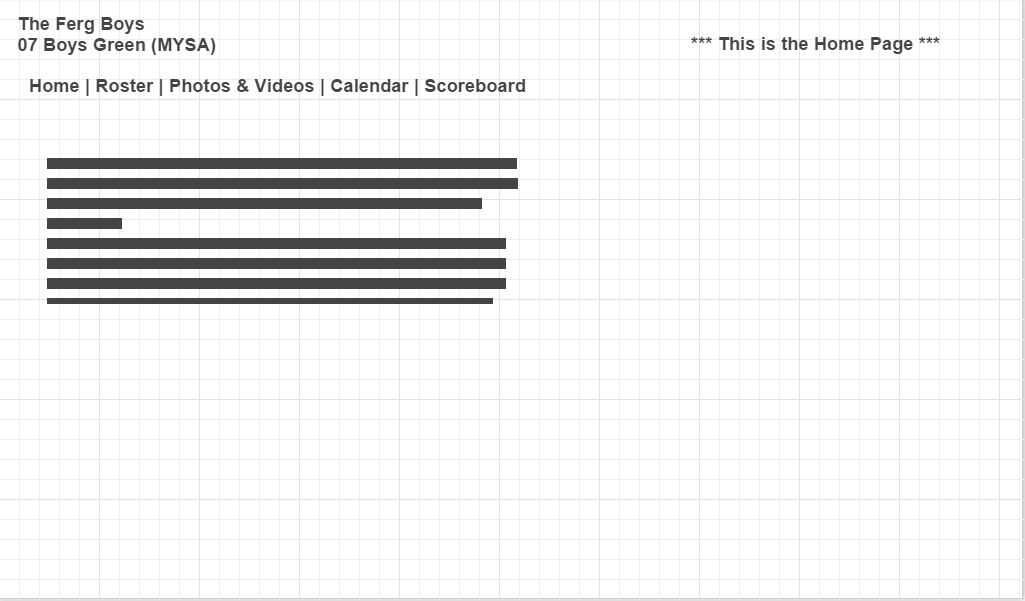 The Ferg Boys
07 Boys Green (MYSA)
*** This is the Home Page ***
Home | Roster | Photos & Videos | Calendar | Scoreboard